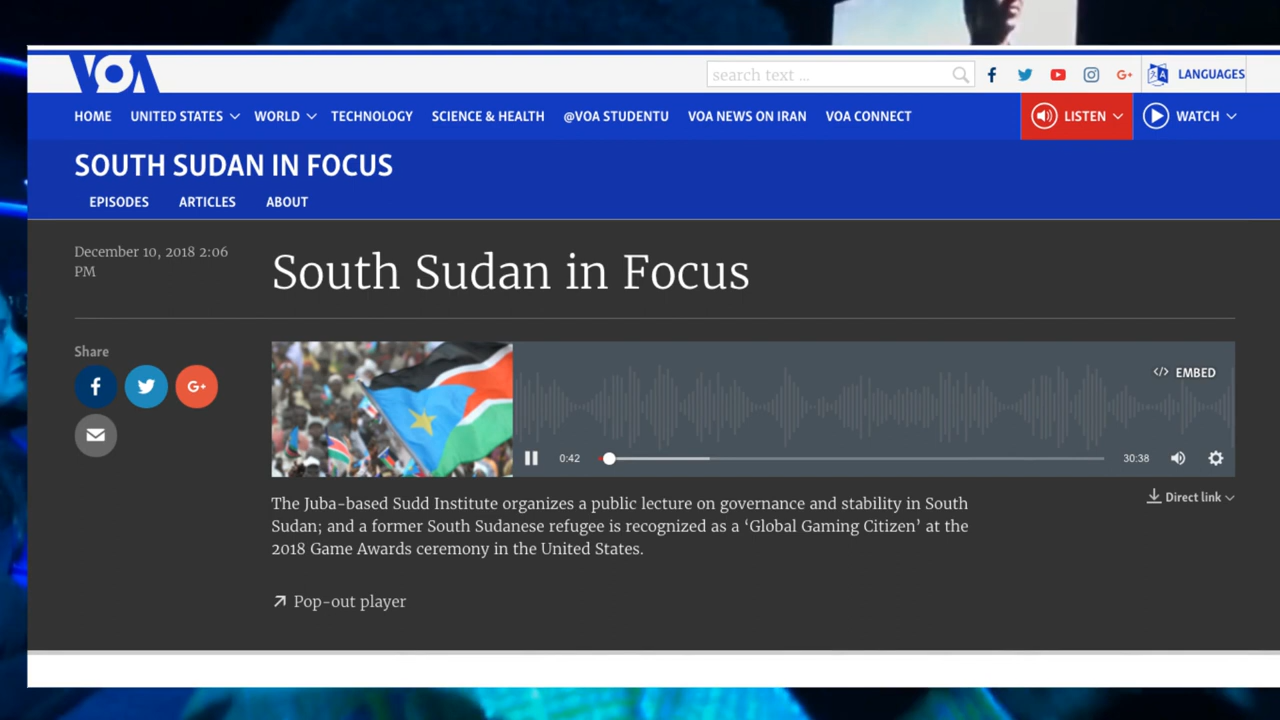 VOA
search text ...
G+
LANGUAGES
HOME UNITED STATES WORLD TECHNOLOGY SCIENCE & HEALTH @VOA STUDENTU VOA NEWS ON IRAN VOA CONNECT LISTEN WATCH
SOUTH SUDAN IN FOCUS
EPISODES ARTICLES ABOUT
December 10, 2018 2:06
PM
South Sudan in Focus
Share
G+
</> EMBED
0:42 30:38
Direct link
The Juba-based Sudd Institute organizes a public lecture on governance and stability in South
Sudan; and a former South Sudanese refugee is recognized as a ‘Global Gaming Citizen’ at the
2018 Game Awards ceremony in the United States.
Pop-out player